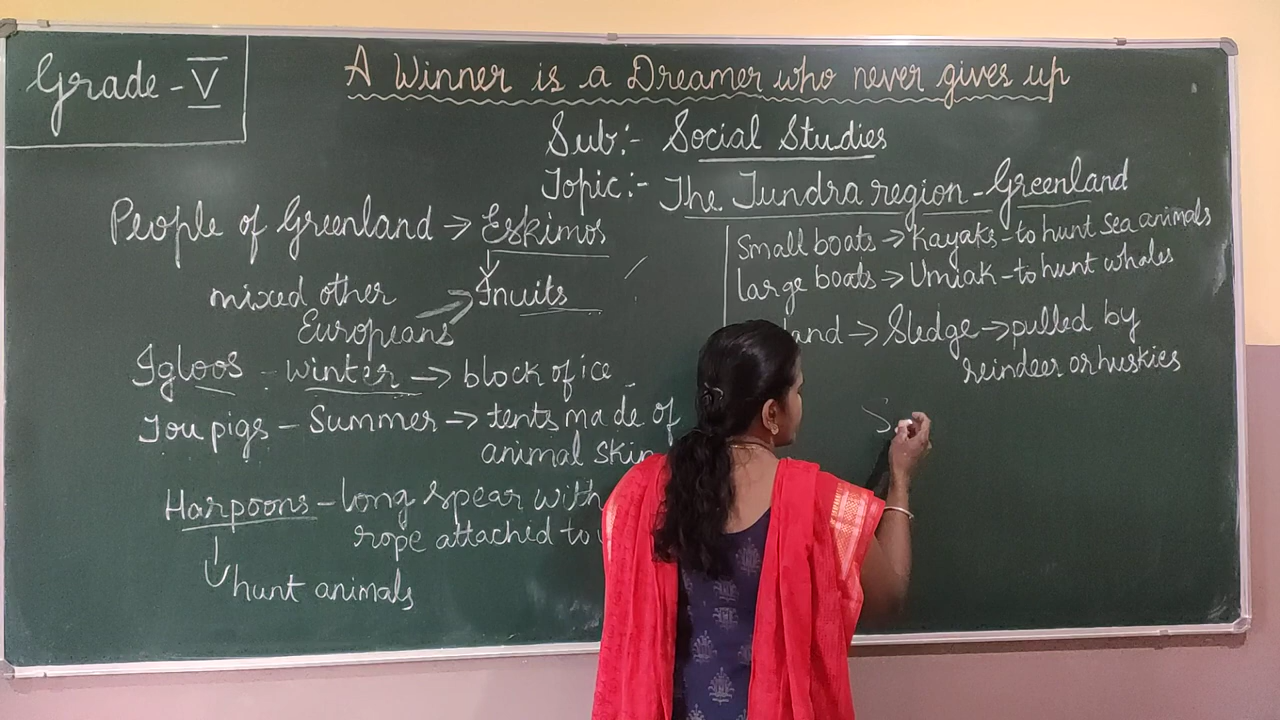 Grade - V
A Winner is a Dreamer who never gives up
Sub:- Social Studies
Topic:- The Tundra region - Greenland
People of Greenland → Eskimos
↓
mixed other → Inuits
Europeans
Igloos - Winter → block of ice
Toupigs - Summer → tents made of
animal skin
Harpoons - long spear with
rope attached to
↓
hunt animals
Small boats → Kayaks - to hunt sea animals
large boats → Umiak - to hunt whales
land → Sledge → pulled by
reindeer or huskies
S